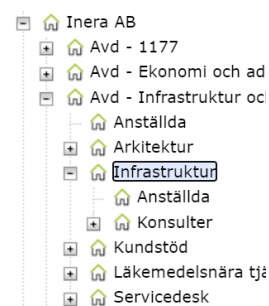 Inera AB
Avd - 1177
Avd - Ekonomi och ad
Avd - Infrastruktur oc
Anställda
Arkitektur
Infrastruktur
Anställda
Konsulter
Kundstöd
Läkemedelsnära tjä
Servicedesk